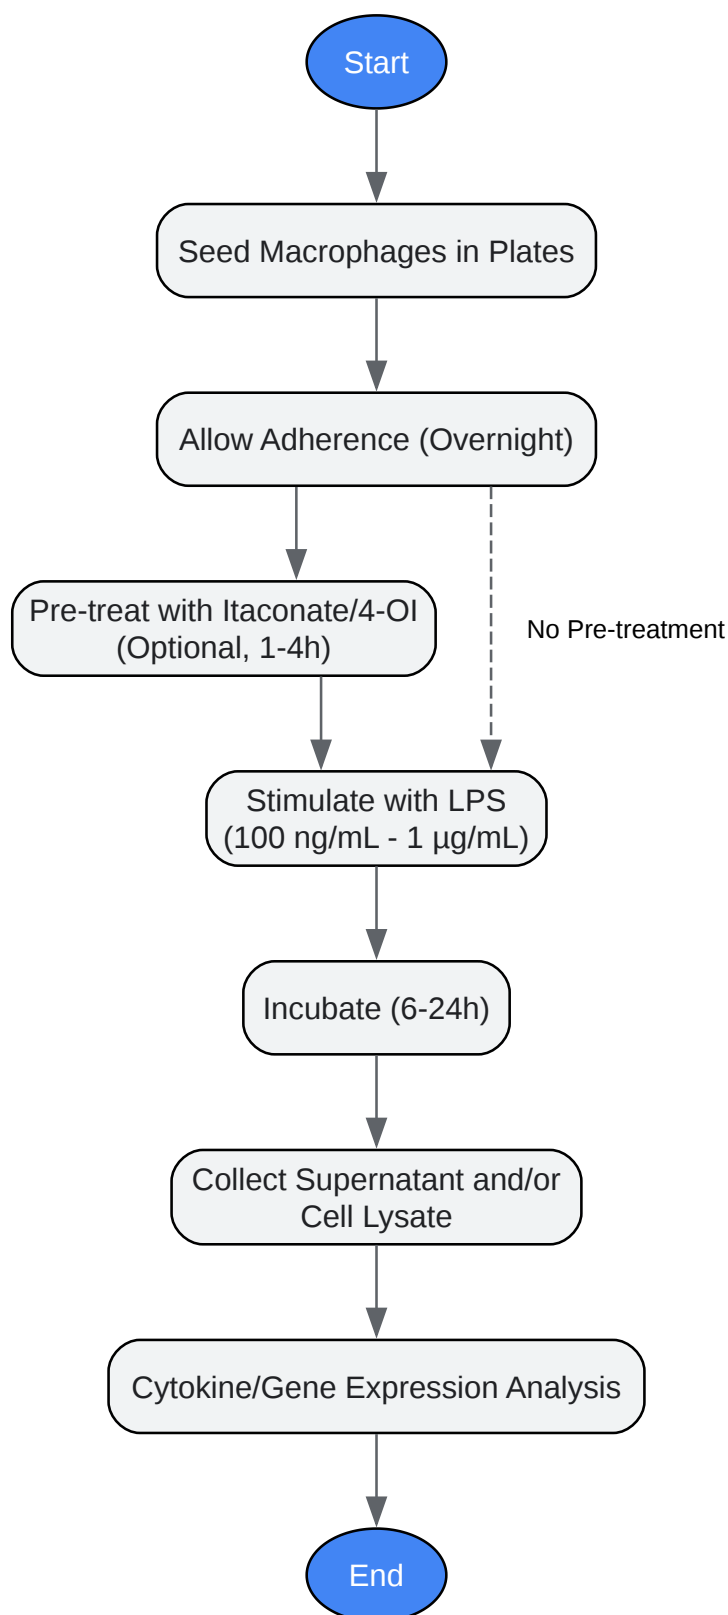 Start
Seed Macrophages in Plates
Allow Adherence (Overnight)
Pre-treat with Itaconate/4-OI
(Optional, 1-4h)
No Pre-treatment
Stimulate with LPS
(100 ng/mL - 1 µg/mL)
Incubate (6-24h)
Collect Supernatant and/or
Cell Lysate
Cytokine/Gene Expression Analysis
End